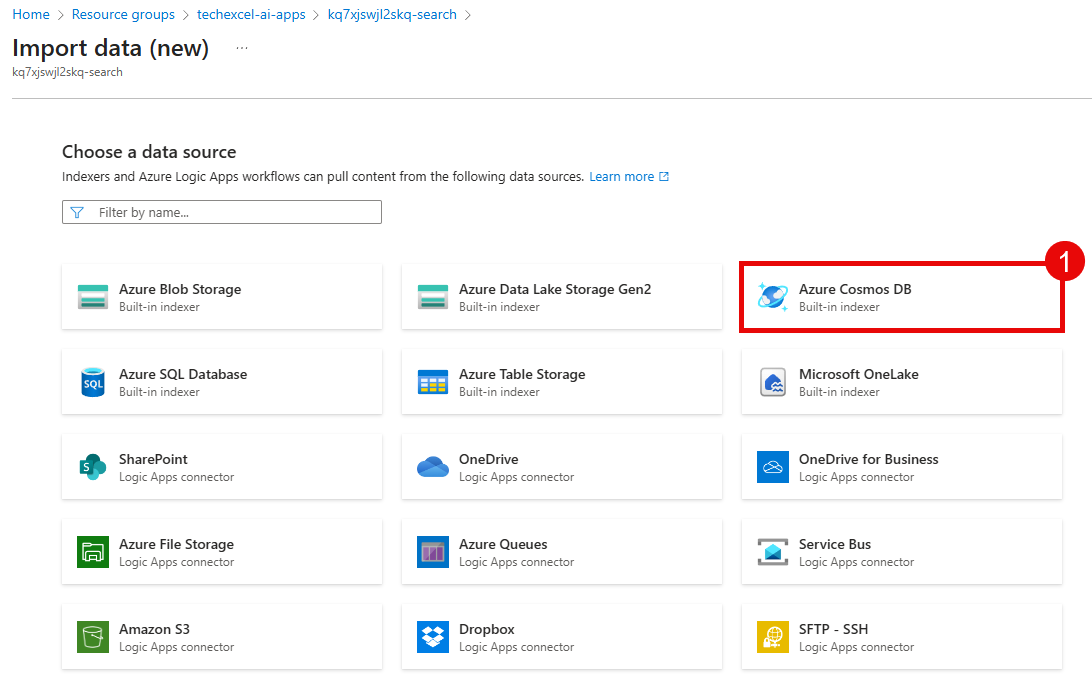 Home > Resource groups > techexcel-ai-apps > kq7xjswjl2skq-search >
Import data (new) ...
kq7xjswjl2skq-search
Choose a data source
Indexers and Azure Logic Apps workflows can pull content from the following data sources. Learn more
Filter by name...
1
Azure Blob Storage
Built-in indexer
Azure Data Lake Storage Gen2
Built-in indexer
Azure Cosmos DB
Built-in indexer
SQL
Azure SQL Database
Built-in indexer
Azure Table Storage
Built-in indexer
Microsoft OneLake
Built-in indexer
S
SharePoint
Logic Apps connector
OneDrive
Logic Apps connector
OneDrive for Business
Logic Apps connector
Azure File Storage
Logic Apps connector
Azure Queues
Logic Apps connector
Service Bus
Logic Apps connector
Amazon S3
Logic Apps connector
Dropbox
Logic Apps connector
SFTP - SSH
Logic Apps connector